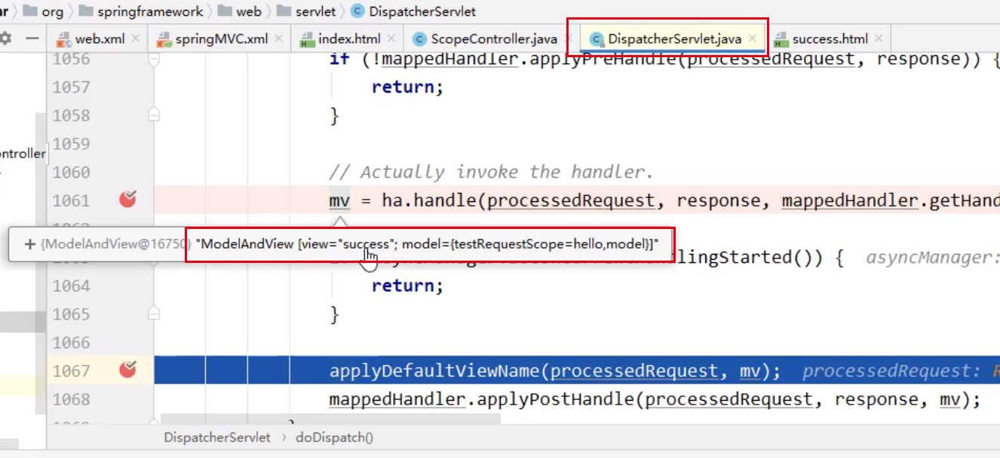 ar org springframework web servlet DispatcherServlet
web.xml springMVC.xml index.html ScopeController.java DispatcherServlet.java success.html
1056 if (!mappedHandler.applyPreHandle(processedRequest, response)) {
1057 return;
1058 }
1059
ontroller
1060 // Actually invoke the handler.
1061 mv = ha.handle(processedRequest, response, mappedHandler.getHand
+ {ModelAndView@16750} "ModelAndView [view="success"; model={testRequestScope=hello,model}]"
llingStarted()) { asyncManager:
1064 return;
1065 }
1066
1067 applyDefaultViewName(processedRequest, mv); processedRequest: R
1068 mappedHandler.applyPostHandle(processedRequest, response, mv);
DispatcherServlet › doDispatch()